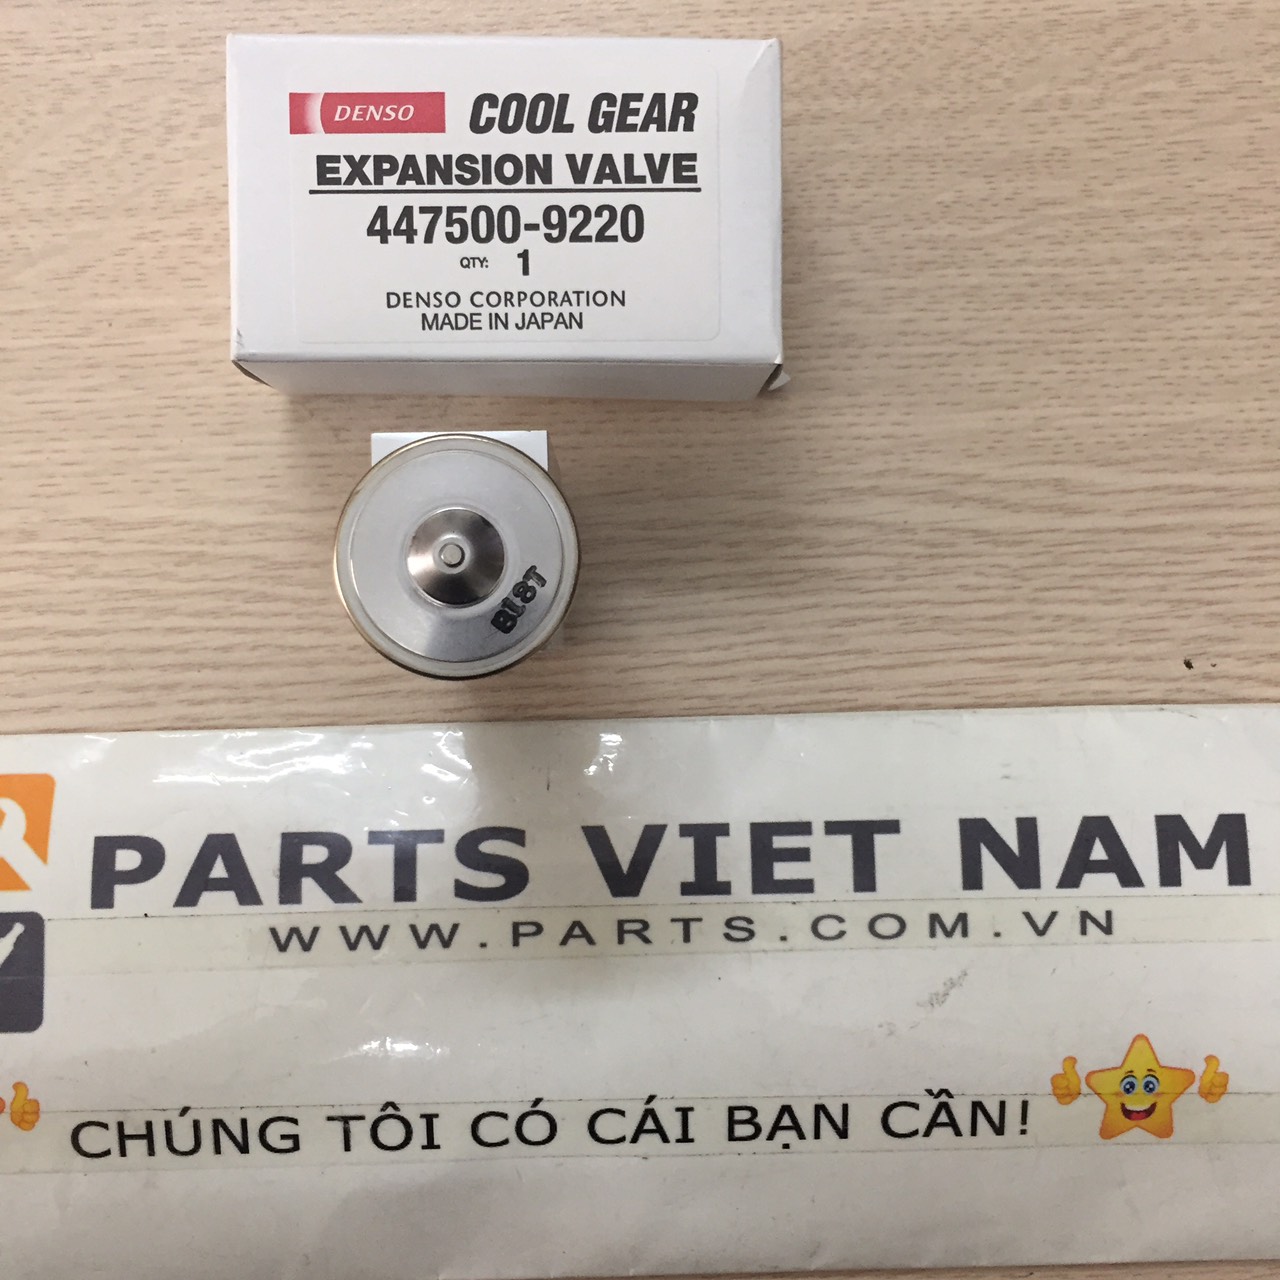 DENSO COOL GEAR
EXPANSION VALVE
447500-9220
QTY: 1
DENSO CORPORATION
MADE IN JAPAN
B18T
PARTS VIET NAM
WWW.PARTS.COM.VN
CHÚNG TÔI CÓ CÁI BẠN CẦN!